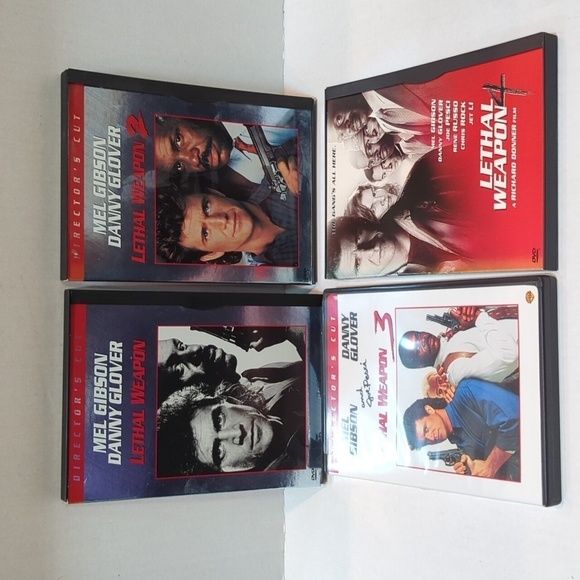 DIRECTOR'S CUT
MEL GIBSON
DANNY GLOVER
LETHAL WEAPON 2
THE GANG'S ALL HERE.
MEL GIBSON
DANNY GLOVER
JOE PESCI
RENE RUSSO
CHRIS ROCK
JET LI
LETHAL
WEAPON 4
A RICHARD DONNER FILM
DVD
DIRECTOR'S CUT
MEL GIBSON
DANNY GLOVER
LETHAL WEAPON
DVD
DIRECTOR'S CUT
MEL GIBSON
DANNY GLOVER
and Joe Pesci
LETHAL WEAPON 3